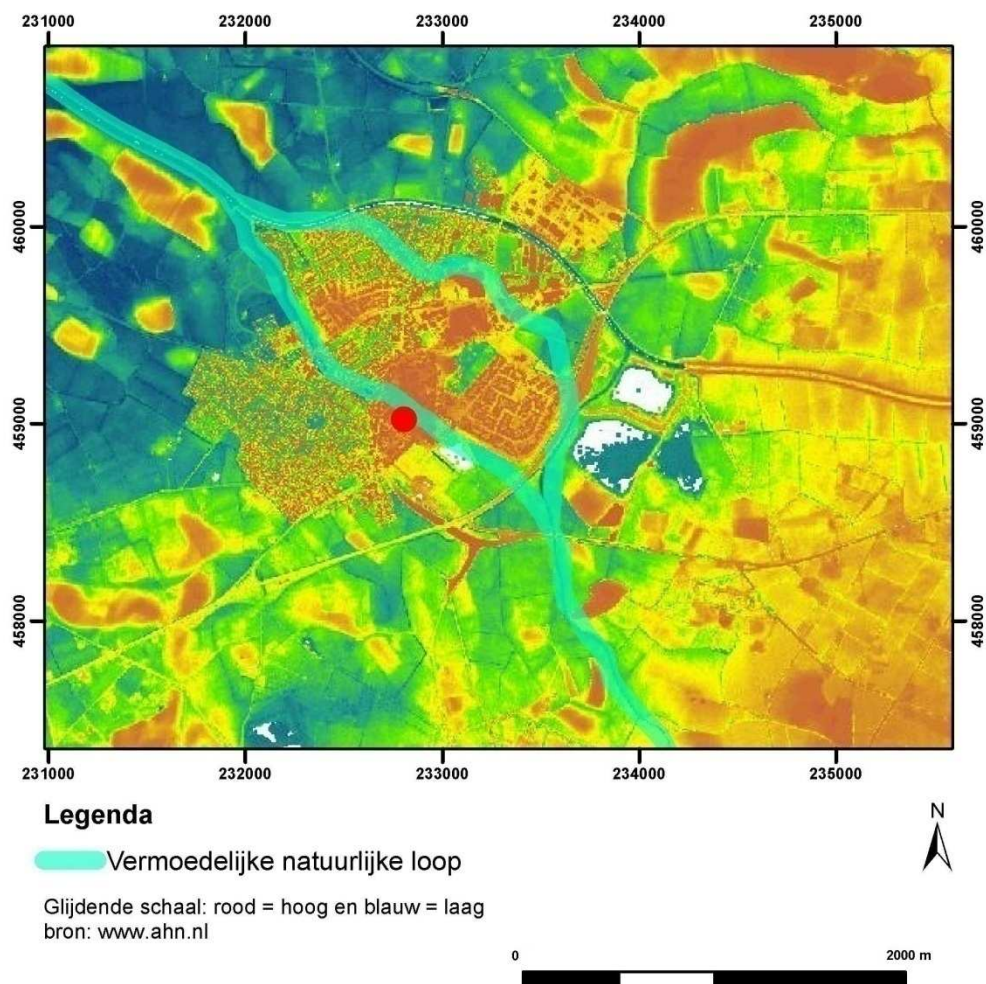 231000 232000 233000 234000 235000
460000 460000
459000 459000
458000 458000
231000 232000 233000 234000 235000
Legenda
N
Vermoedelijke natuurlijke loop
Glijdende schaal: rood = hoog en blauw = laag
bron: www.ahn.nl
0 2000 m